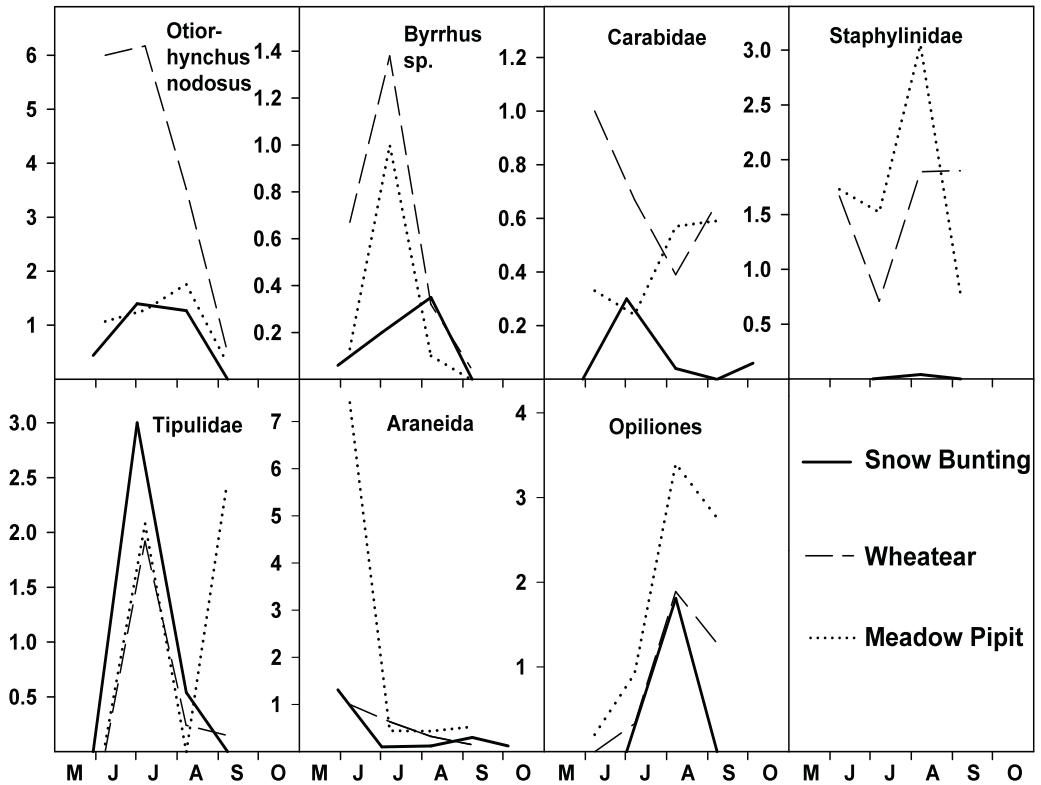 Otior-
hynchus
nodosus
6
5
4
3
2
1
Byrrhus
sp.
1.4
1.2
1.0
0.8
0.6
0.4
0.2
Carabidae
1.2
1.0
0.8
0.6
0.4
0.2
Staphylinidae
3.0
2.5
2.0
1.5
1.0
0.5
Tipulidae
3.0
2.5
2.0
1.5
1.0
0.5
M J J A S O
Araneida
7
6
5
4
3
2
1
M J J A S O
Opiliones
4
3
2
1
M J J A S O
Snow Bunting
Wheatear
Meadow Pipit
M J J A S O